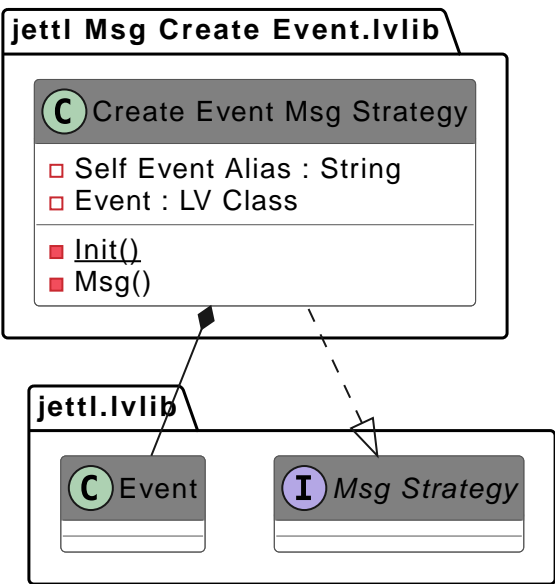 jettl Msg Create Event.lvlib
C Create Event Msg Strategy
Self Event Alias : String
Event : LV Class
Init()
Msg()
jettl.lvlib
C Event
I Msg Strategy